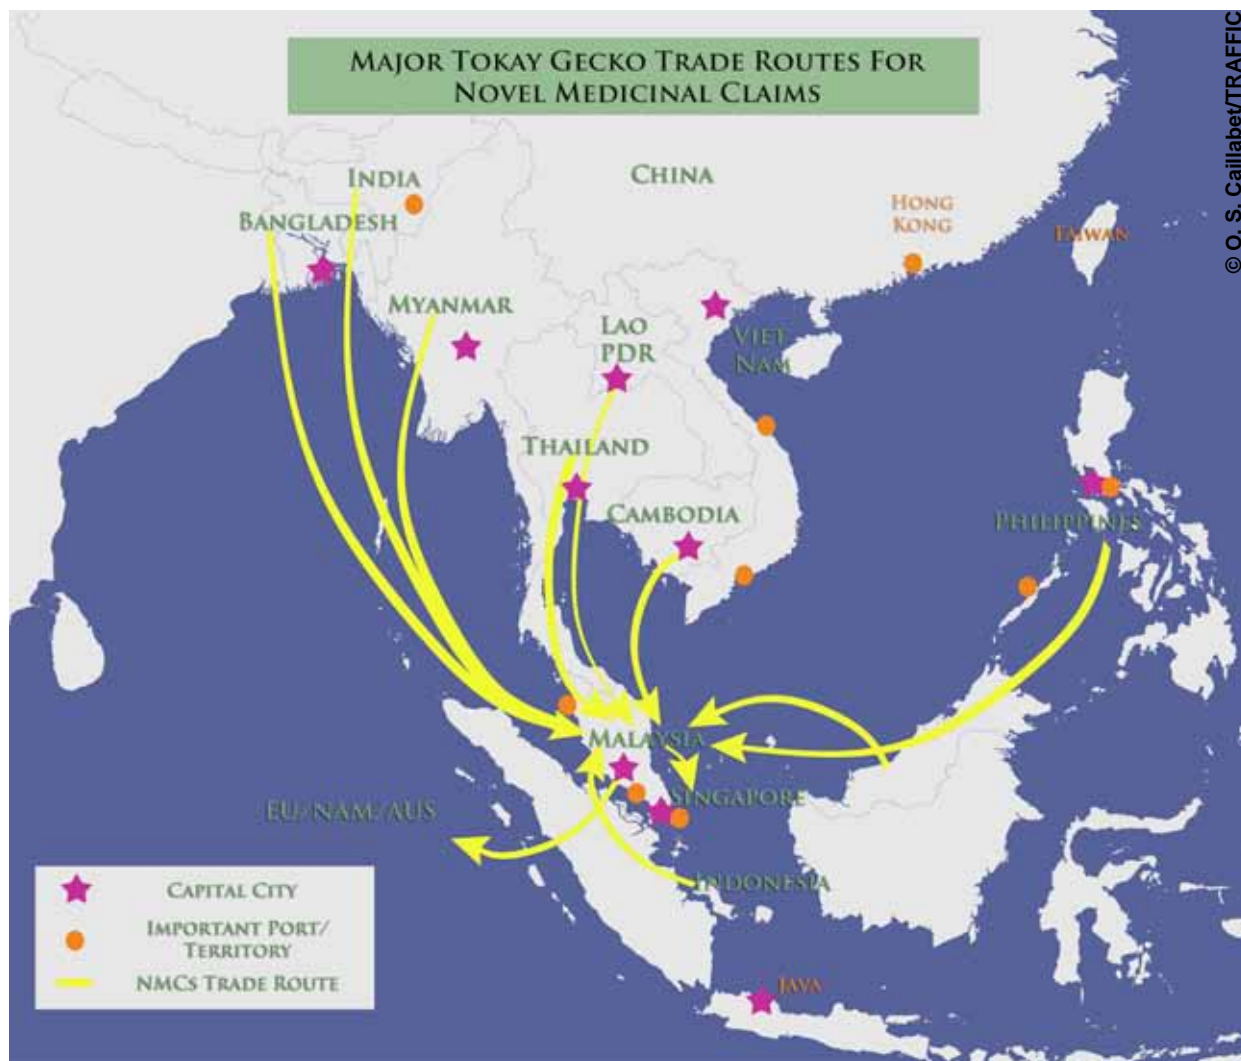 MAJOR TOKAY GECKO TRADE ROUTES FOR
NOVEL MEDICINAL CLAIMS
© O. S. Caillabet/TRAFFIC
INDIA
CHINA
BANGLADESH
HONG
KONG
TAIWAN
MYANMAR
LAO
PDR
VIET
NAM
THAILAND
CAMBODIA
PHILIPPINES
MALAYSIA
SINGAPORE
EU/ NAM/ AUS
INDONESIA
JAVA
CAPITAL CITY
IMPORTANT PORT/
TERRITORY
NMCS TRADE ROUTE